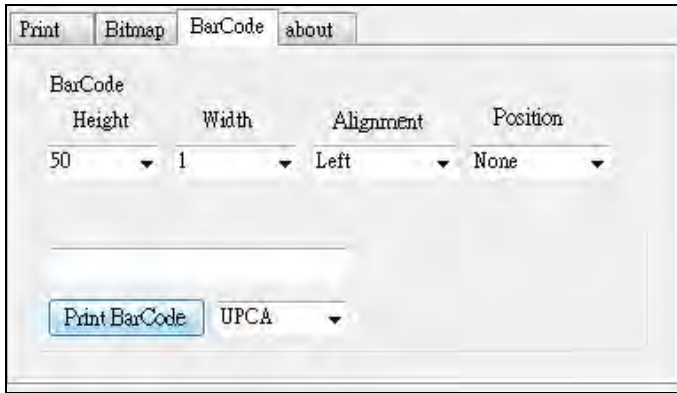 Print Bitmap BarCode about
BarCode
Height Width Alignment Position
50 1 Left None
Print BarCode UPCA